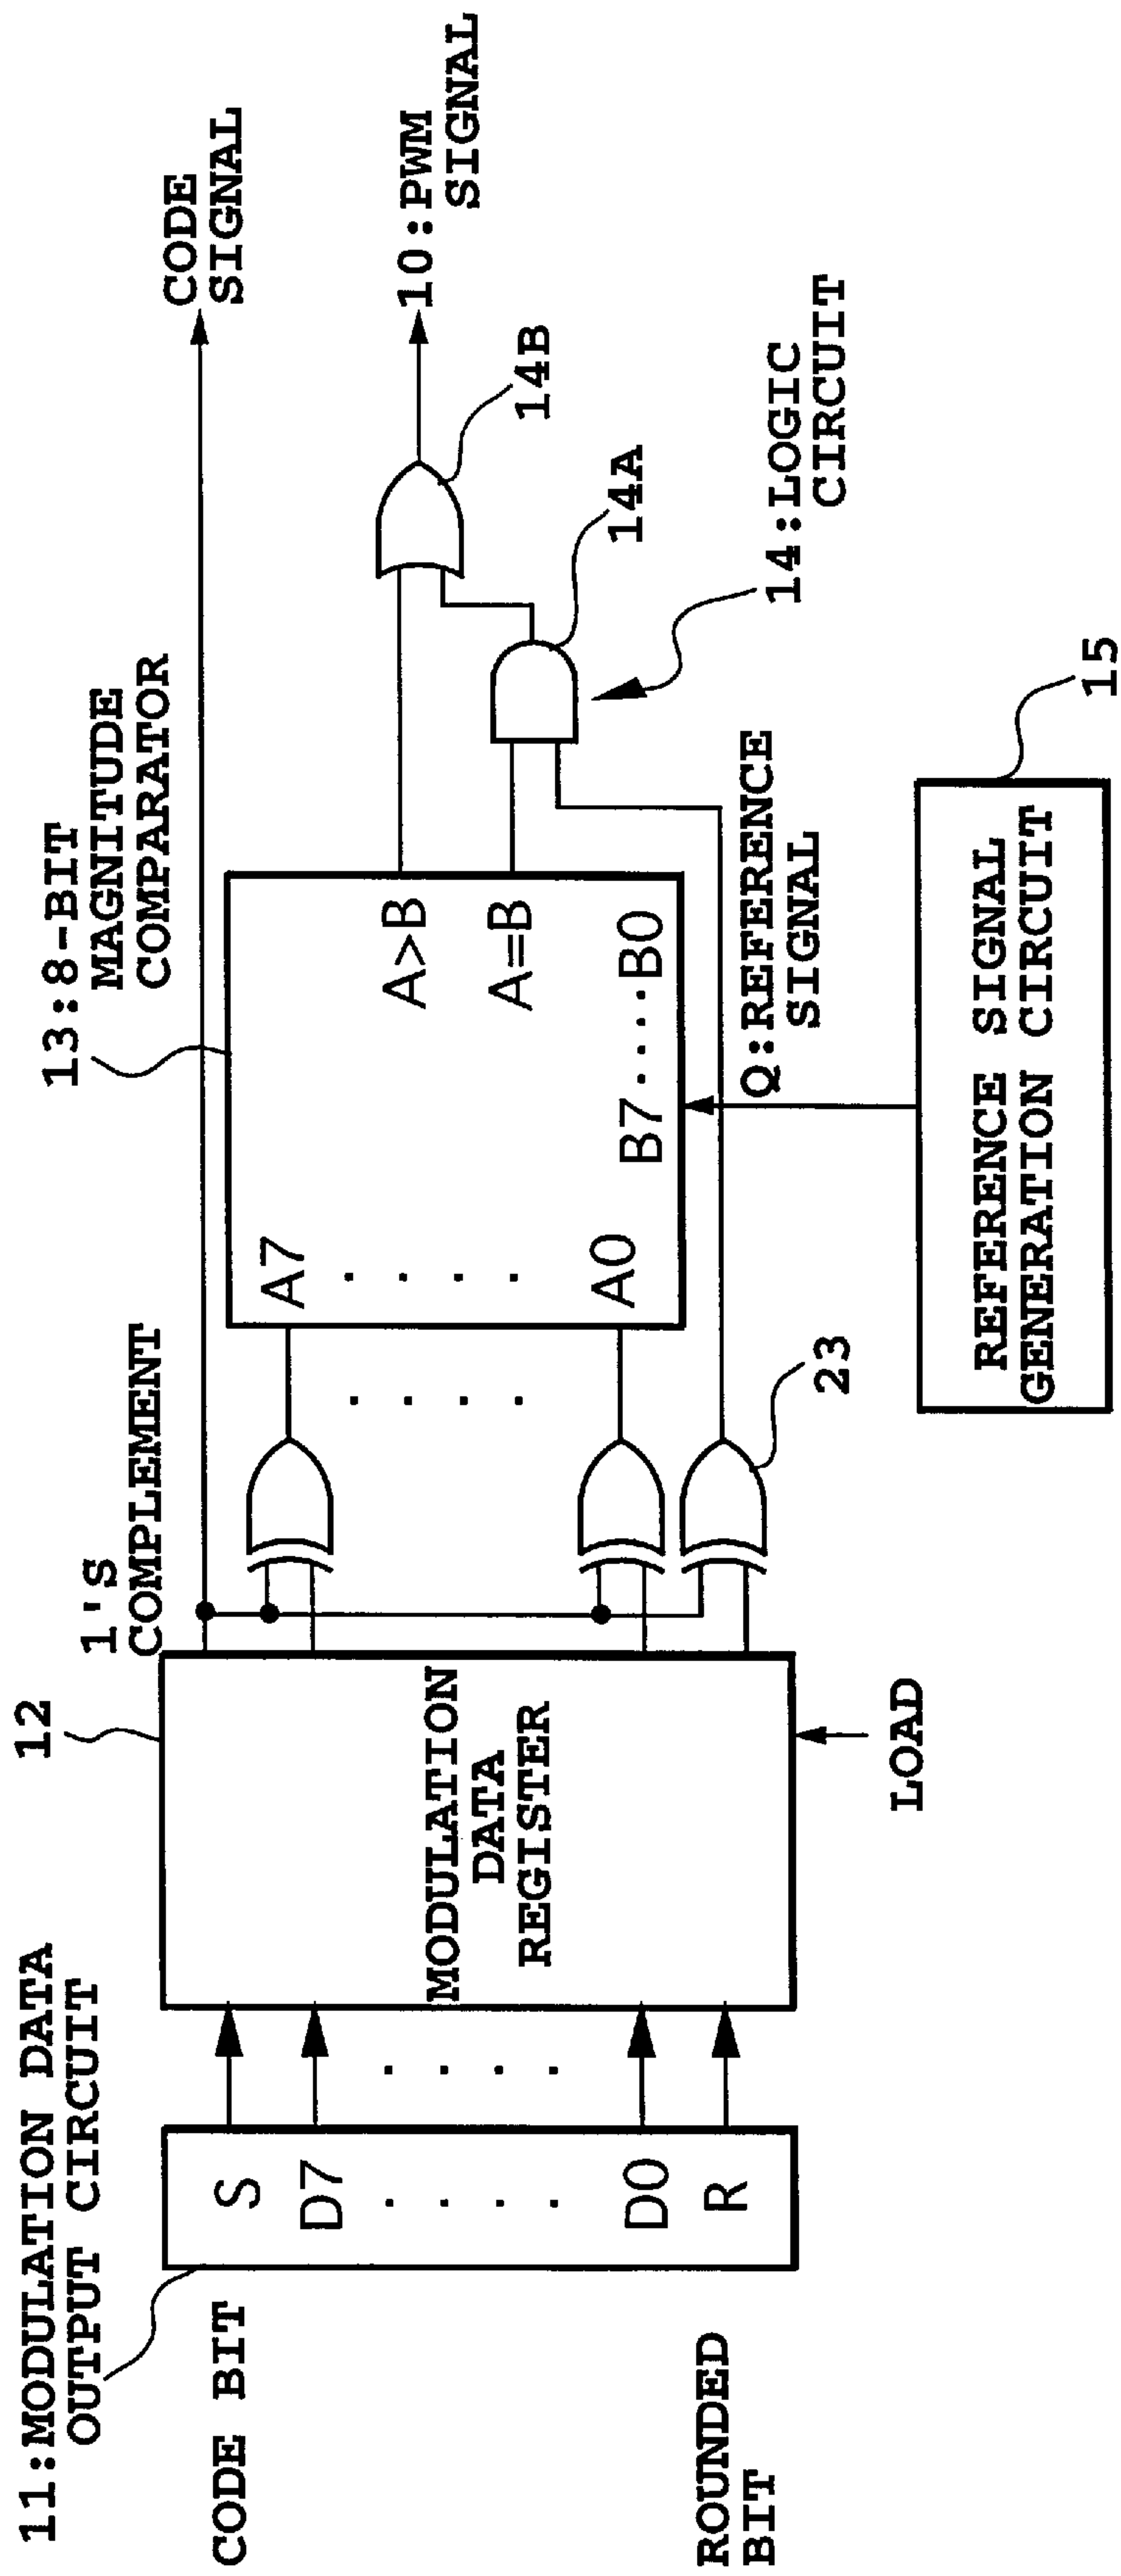 11:MODULATION DATA
OUTPUT CIRCUIT
12
1'S
COMPLEMENT
13:8-BIT
MAGNITUDE
COMPARATOR
CODE
SIGNAL
CODE BIT
S
D7
. . . .
D0
R
ROUNDED
BIT
. . . .
MODULATION
DATA
REGISTER
LOAD
. . . .
23
A7
. . . .
A0
A>B
A=B
B7·····B0
10:PWM
SIGNAL
14B
14A
14:LOGIC
CIRCUIT
Q:REFERENCE
SIGNAL
REFERENCE SIGNAL
GENERATION CIRCUIT
15